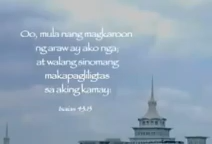 Oo, mula nang magkaroon
ng araw ay ako nga;
at walang sinomang
makapagliligtas
sa aking kamay:
Isaias 43:13